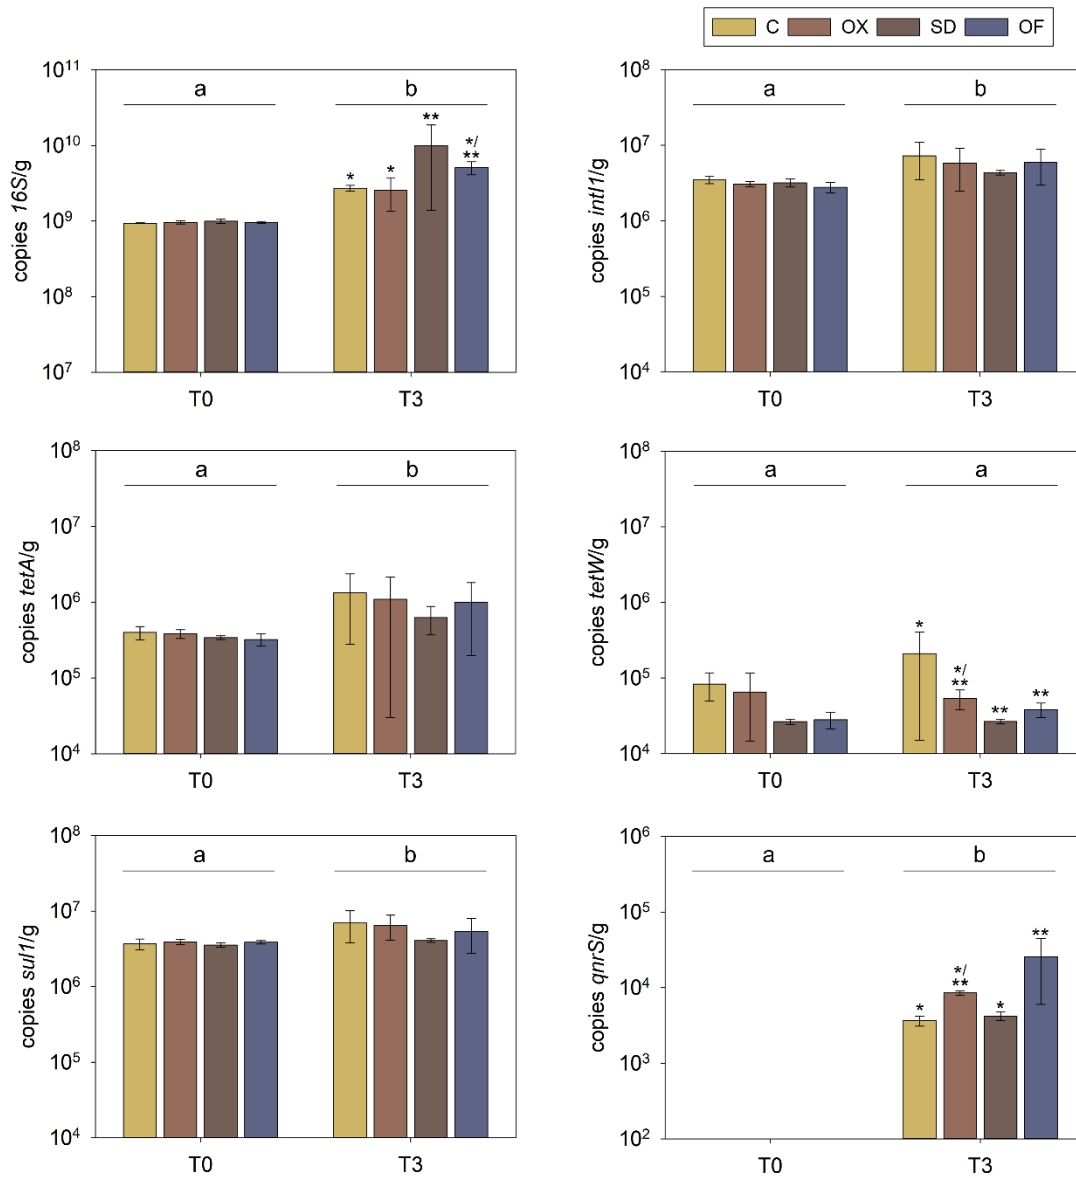 C OX SD OF
copies 16S/g
10¹¹
10¹⁰
10⁹
10⁸
10⁷
a b
* * ** */
**
T0 T3
copies intI1/g
10⁸
10⁷
10⁶
10⁵
10⁴
a b
T0 T3
copies tetA/g
10⁸
10⁷
10⁶
10⁵
10⁴
a b
T0 T3
copies tetW/g
10⁸
10⁷
10⁶
10⁵
10⁴
a a
* */
** ** **
T0 T3
copies sul1/g
10⁸
10⁷
10⁶
10⁵
10⁴
a b
T0 T3
copies qnrS/g
10⁶
10⁵
10⁴
10³
10²
a b
* */
** * **
T0 T3